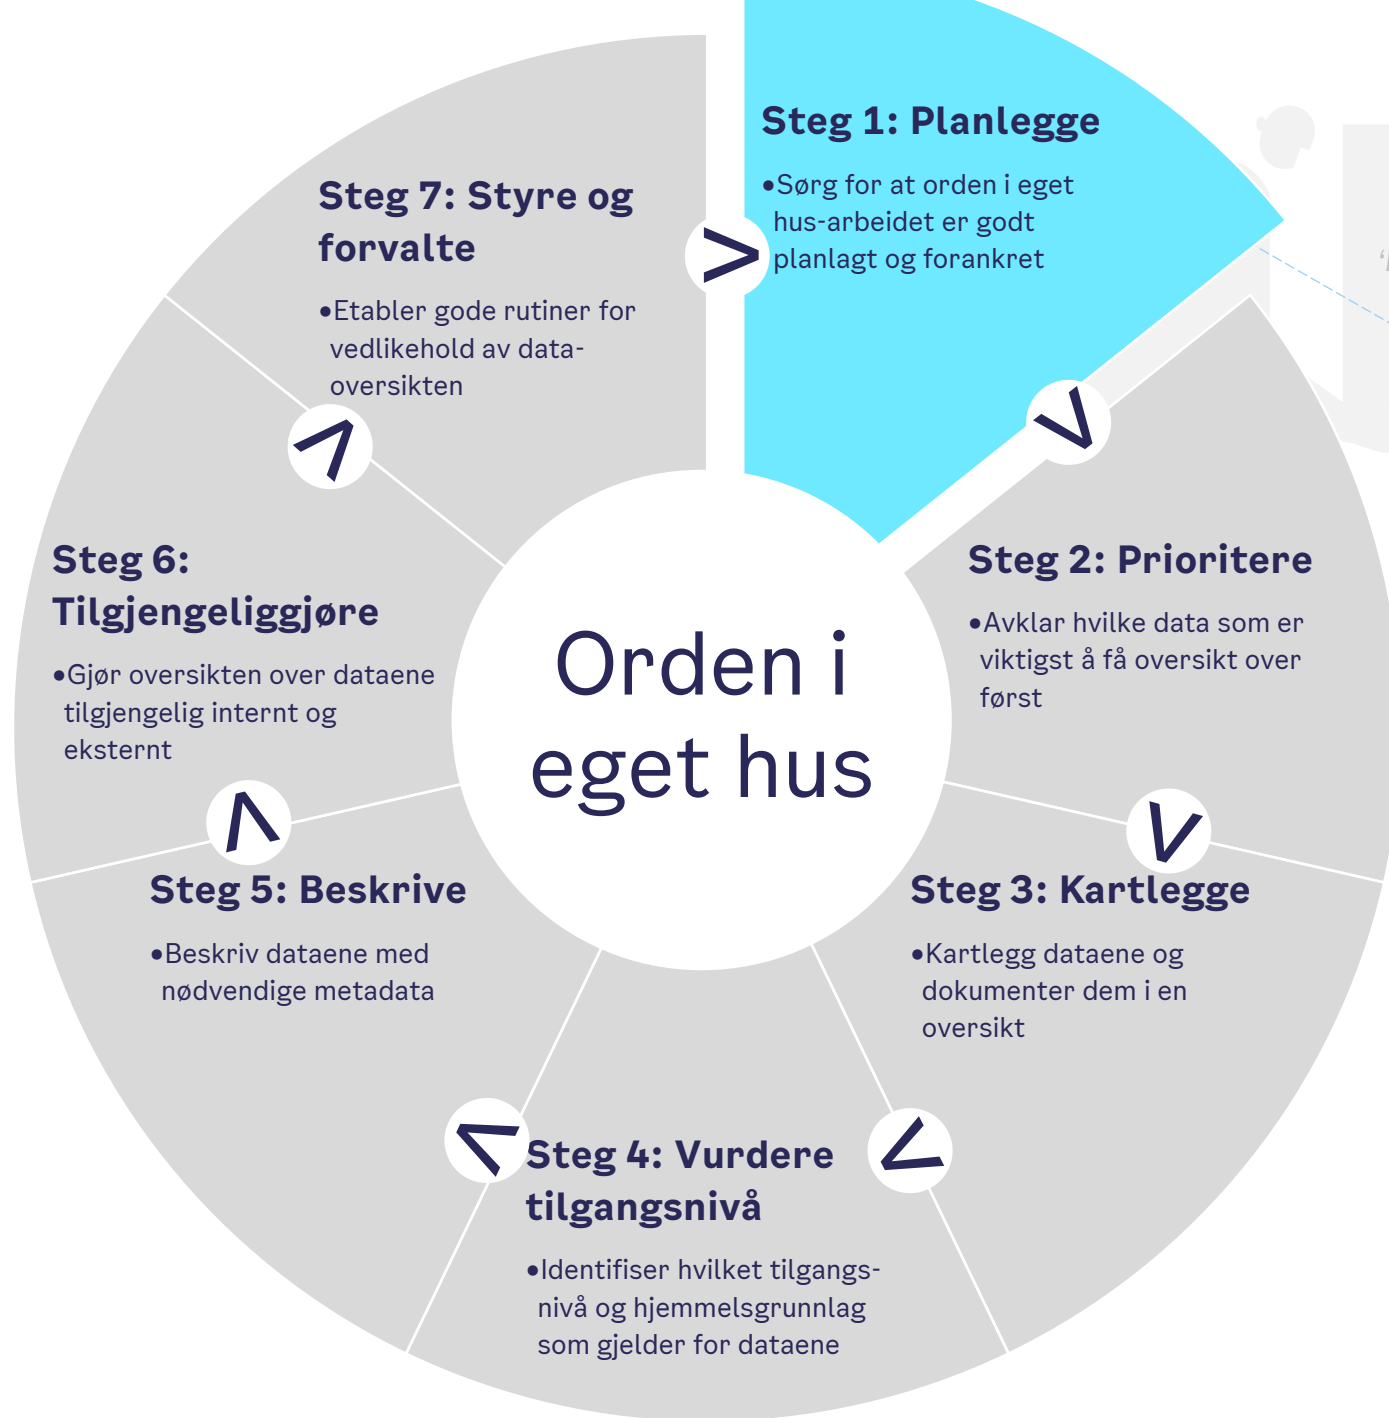 Steg 1: Planlegge
•Sørg for at orden i eget
hus-arbeidet er godt
planlagt og forankret
Steg 2: Prioritere
•Avklar hvilke data som er
viktigst å få oversikt over
først
Steg 3: Kartlegge
•Kartlegg dataene og
dokumenter dem i en
oversikt
Steg 4: Vurdere
tilgangsnivå
•Identifiser hvilket tilgangs-
nivå og hjemmelsgrunnlag
som gjelder for dataene
Steg 5: Beskrive
•Beskriv dataene med
nødvendige metadata
Steg 6:
Tilgjengeliggjøre
•Gjør oversikten over dataene
tilgjengelig internt og
eksternt
Steg 7: Styre og
forvalte
•Etabler gode rutiner for
vedlikehold av data-
oversikten
Orden i
eget hus